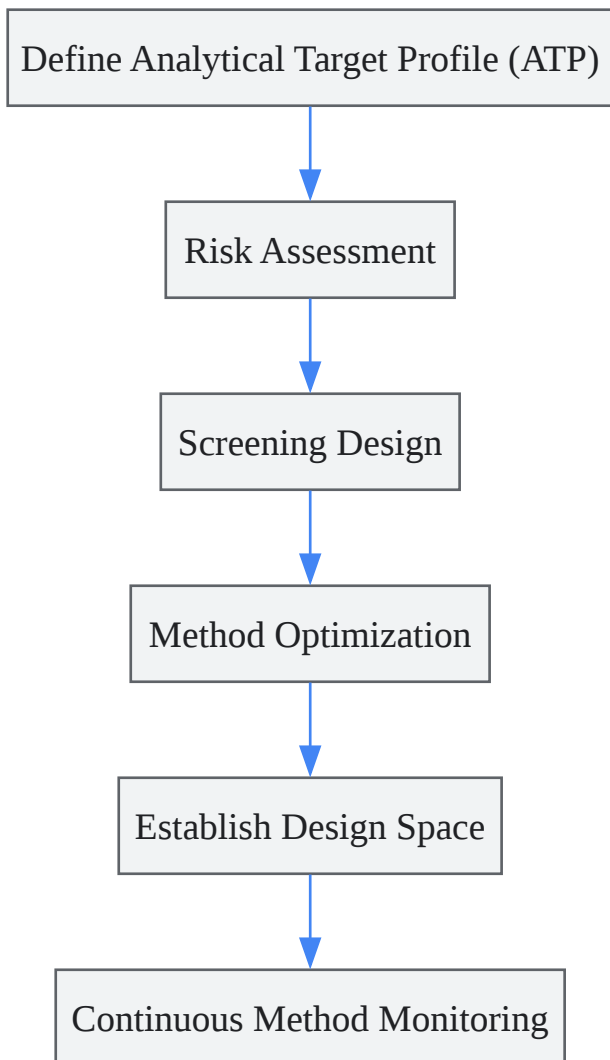 Define Analytical Target Profile (ATP)
Risk Assessment
Screening Design
Method Optimization
Establish Design Space
Continuous Method Monitoring